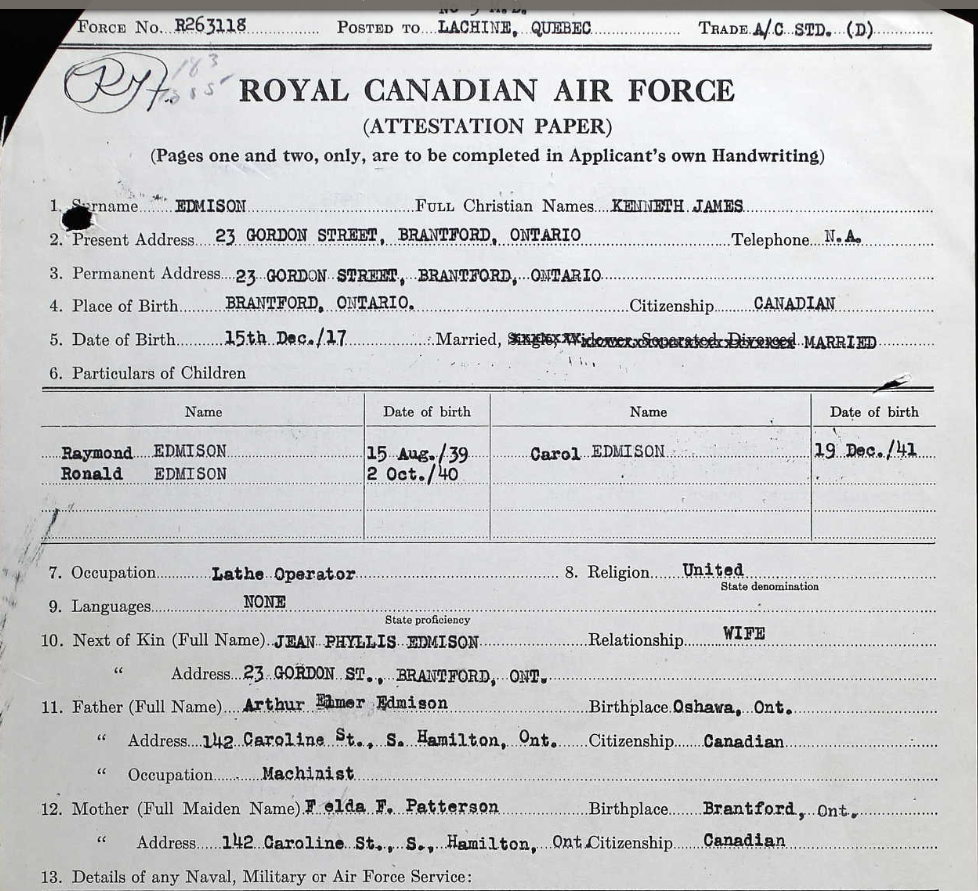 Force No. R263118 Posted to LACHINE, QUEBEC Trade A/C STD. (D)
ROYAL CANADIAN AIR FORCE
(ATTESTATION PAPER)
(Pages one and two, only, are to be completed in Applicant's own Handwriting)
1. Surname EDMISON Full Christian Names KENNETH JAMES
2. Present Address 23 GORDON STREET, BRANTFORD, ONTARIO Telephone N.A.
3. Permanent Address 23 GORDON STREET, BRANTFORD, ONTARIO
4. Place of Birth BRANTFORD, ONTARIO. Citizenship CANADIAN
5. Date of Birth 15th Dec./17 Married, Single, Widower, Separated, Divorced MARRIED
6. Particulars of Children
Name Date of birth Name Date of birth
Raymond EDMISON 15 Aug./39 Carol EDMISON 19 Dec./41
Ronald EDMISON 2 Oct./40
7. Occupation Lathe Operator 8. Religion United
State denomination
9. Languages NONE
State proficiency
10. Next of Kin (Full Name) JEAN PHYLLIS EDMISON Relationship WIFE
" Address 23 GORDON ST., BRANTFORD, ONT.
11. Father (Full Name) Arthur Elmer Edmison Birthplace Oshawa, Ont.
" Address 142 Caroline St., S. Hamilton, Ont. Citizenship Canadian
" Occupation Machinist
12. Mother (Full Maiden Name) F elda F. Patterson Birthplace Brantford, Ont.
" Address 142 Caroline St., S., Hamilton, Ont Citizenship Canadian
13. Details of any Naval, Military or Air Force Service: